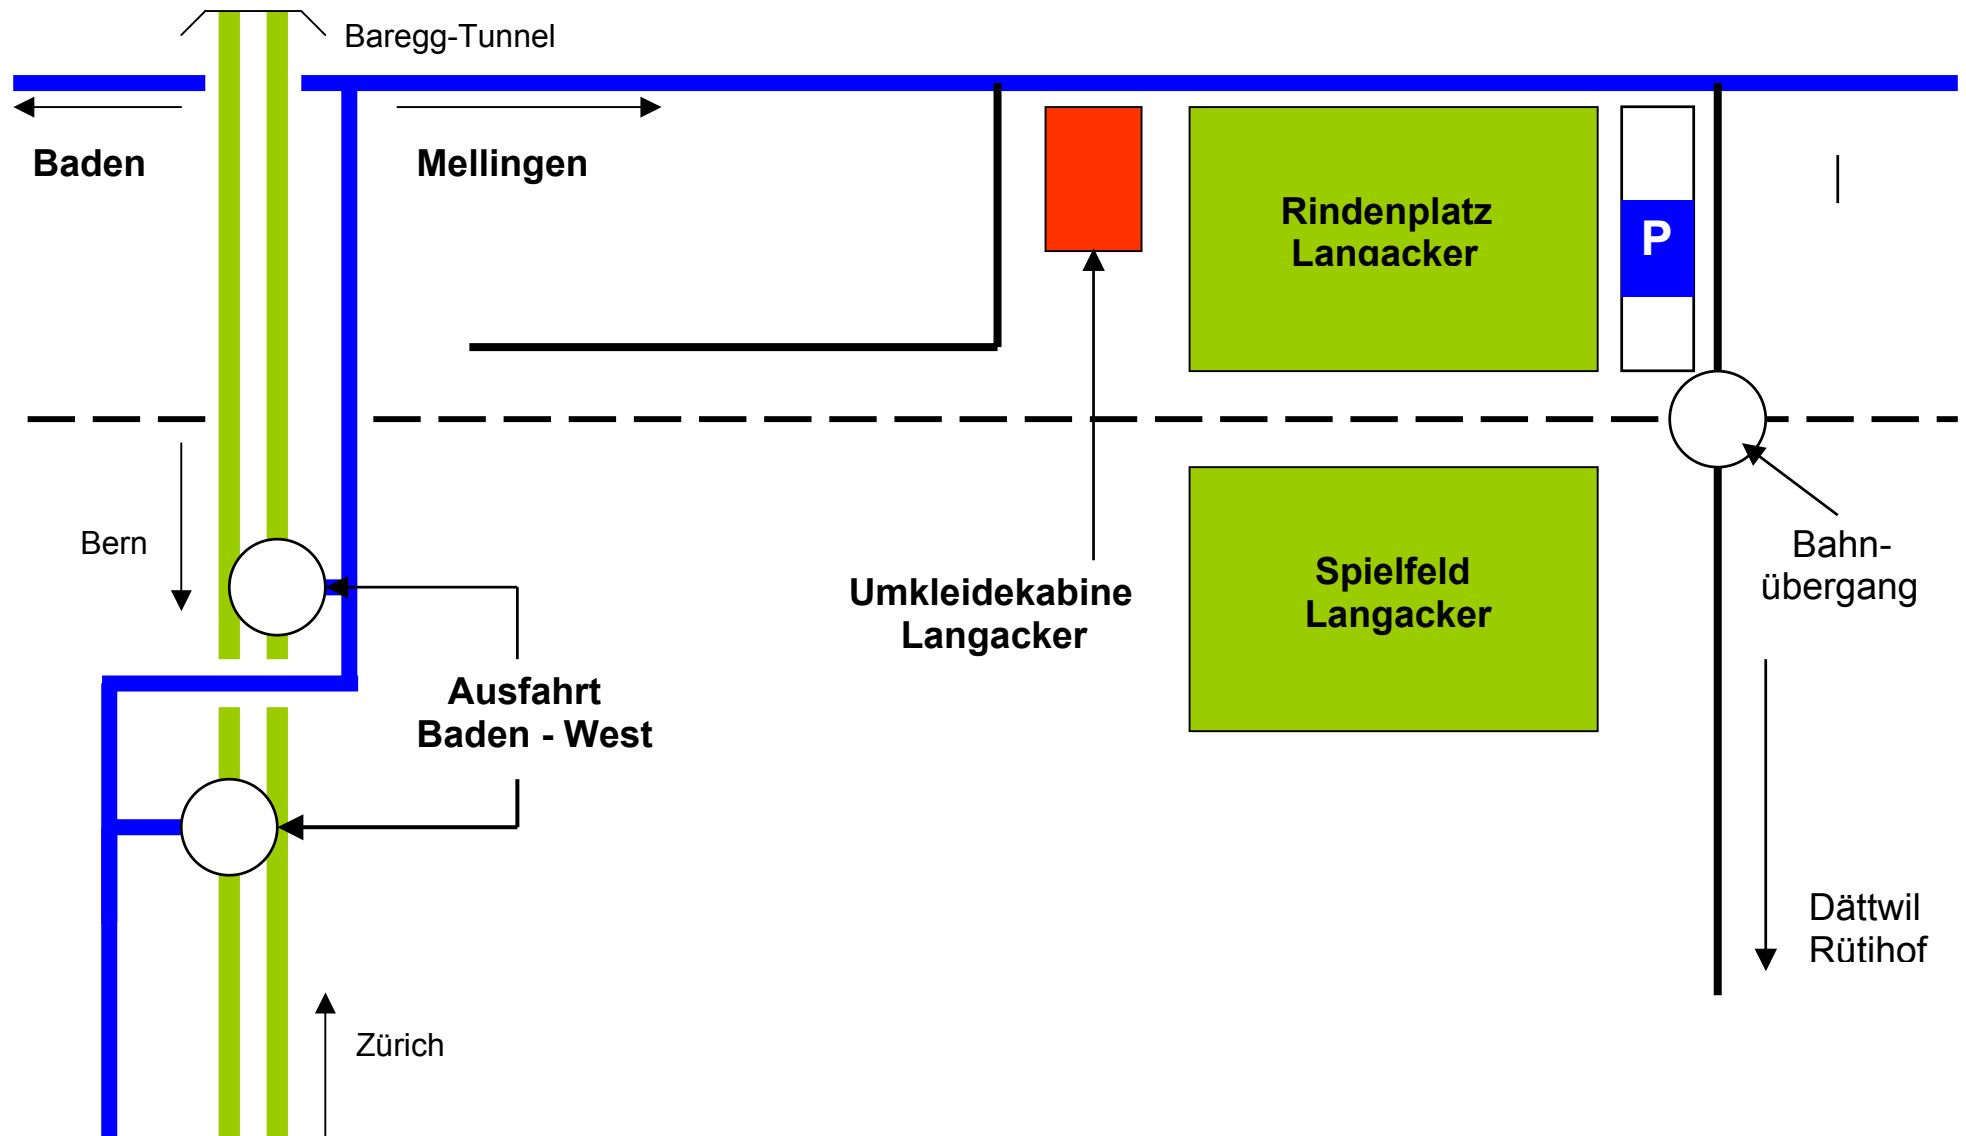 Baregg-Tunnel
Baden
Mellingen
Rindenplatz
Langacker
P
Bern
Bahn-
übergang
Umkleidekabine
Langacker
Spielfeld
Langacker
Ausfahrt
Baden - West
Dättwil
Rütihof
Zürich